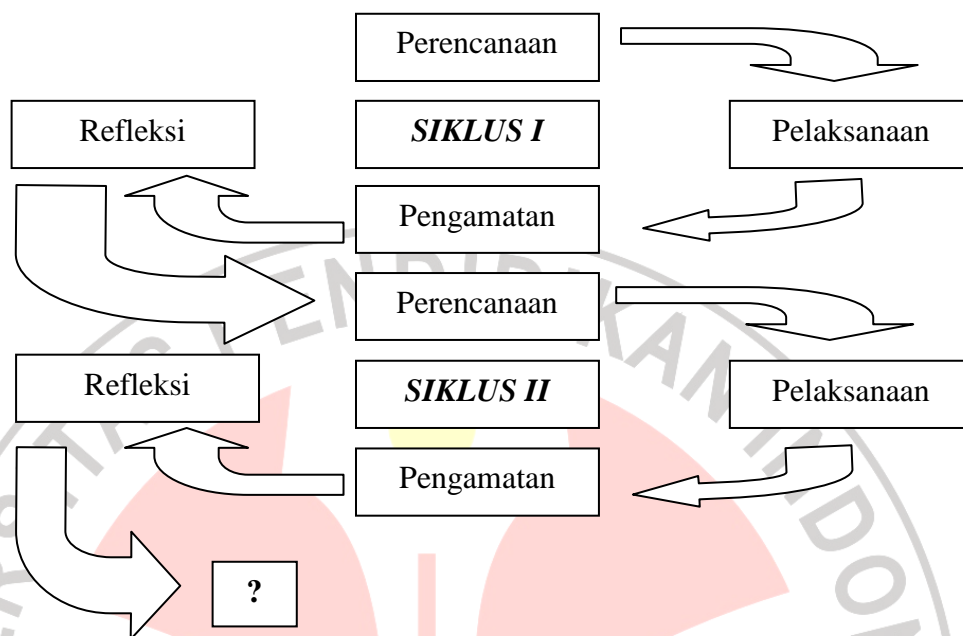 Perencanaan
Refleksi
SIKLUS I
Pelaksanaan
Pengamatan
Perencanaan
Refleksi
SIKLUS II
Pelaksanaan
Pengamatan
?